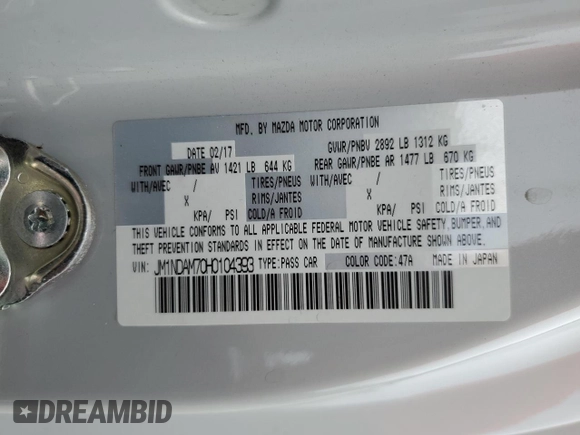 MFD. BY MAZDA MOTOR CORPORATION
DATE 02/17 GVWR/PNBV 2892 LB 1312 KG
FRONT GAWR/PNBE AV 1421 LB 644 KG REAR GAWR/PNBE AR 1477 LB 670 KG
WITH/AVEC / TIRES/PNEUS WITH/AVEC / TIRES/PNEUS
X RIMS/JANTES X RIMS/JANTES
KPA/ PSI COLD/A FROID KPA/ PSI COLD/A FROID
THIS VEHICLE CONFORMS TO ALL APPLICABLE FEDERAL MOTOR VEHICLE SAFETY, BUMPER, AND
THEFT PREVENTION STANDARDS IN EFFECT ON THE DATE OF MANUFACTURE SHOWN ABOVE.
VIN: JM1NDAM70H0104393 TYPE:PASS CAR COLOR CODE:47A MADE IN JAPAN
DREAMBID